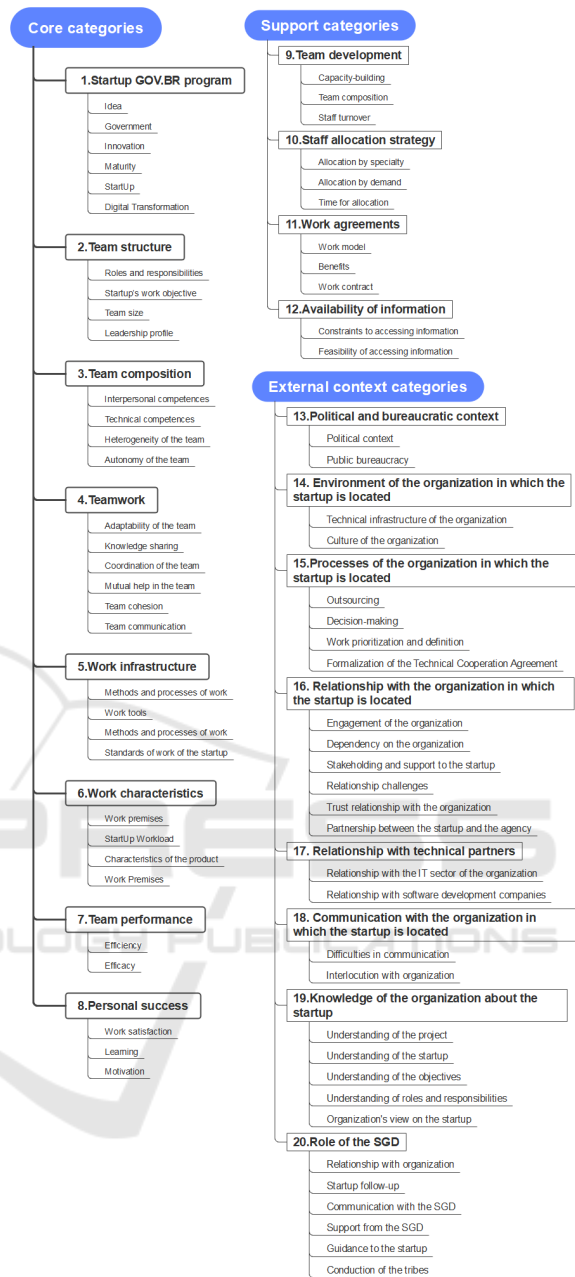 Core categories
1.Startup GOV.BR program
Idea
Government
Innovation
Maturity
StartUp
Digital Transformation
2.Team structure
Roles and responsibilities
Startup's work objective
Team size
Leadership profile
3.Team composition
Interpersonal competences
Technical competences
Heterogeneity of the team
Autonomy of the team
4.Teamwork
Adaptability of the team
Knowledge sharing
Coordination of the team
Mutual help in the team
Team cohesion
Team communication
5.Work infrastructure
Methods and processes of work
Work tools
Methods and processes of work
Standards of work of the startup
6.Work characteristics
Work premises
StartUp Workload
Characteristics of the product
Work Premises
7.Team performance
Effciency
Efficacy
8.Personal success
Work satisfaction
Learning
Motivation
Support categories
9.Team development
Capacity-building
Team composition
Staff turnover
10.Staff allocation strategy
Allocation by specialty
Allocation by demand
Time for allocation
11.Work agreements
Work model
Benefits
Work contract
12.Availability of information
Constraints to accessing information
Feasibility of accessing information
External context categories
13.Political and bureaucratic context
Political context
Public bureaucracy
14. Environment of the organization in which the
startup is located
Technical infrastructure of the organization
Culture of the organization
15.Processes of the organization in which the
startup is located
Outsourcing
Decision-making
Work prioritization and definition
Formalization of the Technical Cooperation Agreement
16. Relationship with the organization in which
the startup is located
Engagement of the organization
Dependency on the organization
Stakeholding and support to the startup
Relationship challenges
Trust relationship with the organization
Partnership between the startup and the agency
17. Relationship with technical partners
Relationship with the IT sector of the organization
Relationship with software development companies
18. Communication with the organization in
which the startup is located
Difficulties in communication
Interlocution with organization
19.Knowledge of the organization about the
startup
Understanding of the project
Understanding of the startup
Understanding of the objectives
Understanding of roles and responsibilities
Organization's view on the startup
20.Role of the SGD
Relationship with organization
Startup follow-up
Communication with the SGD
Support from the SGD
Guidance to the startup
Conduction of the tribes
PRESS
PUBLICATIONS